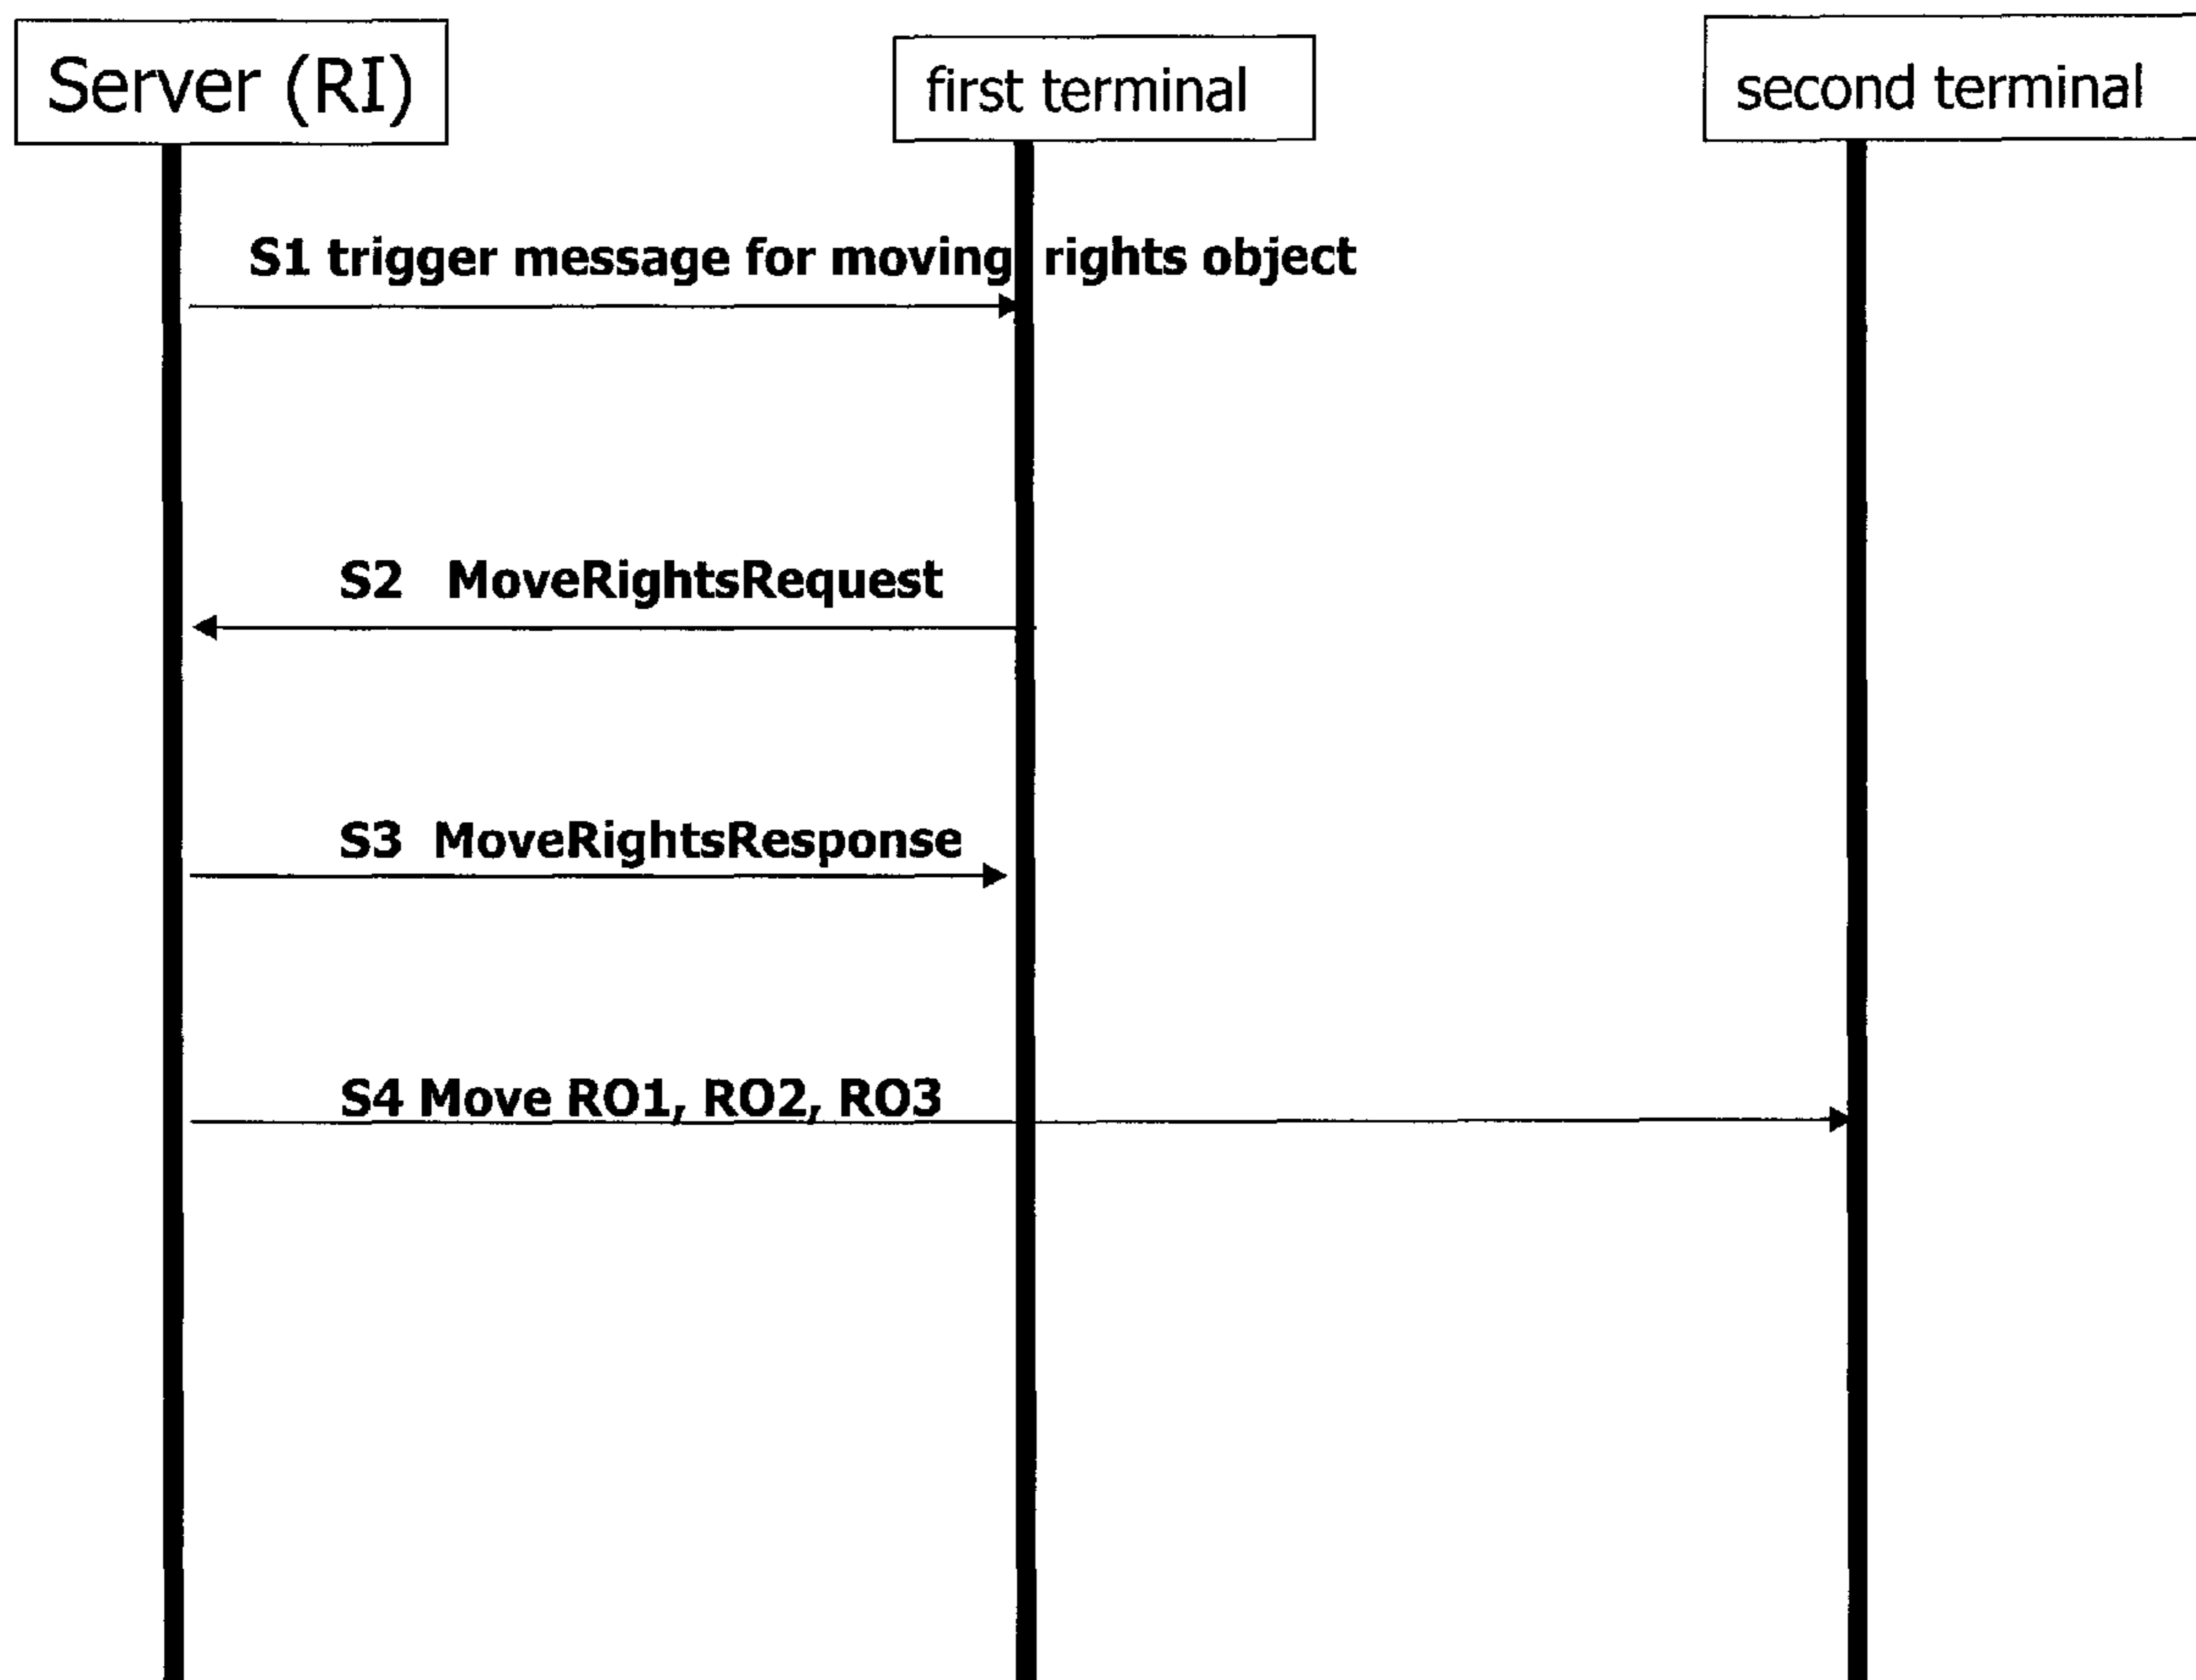 Server (RI)
first terminal
second terminal
S1 trigger message for moving rights object
S2 MoveRightsRequest
S3 MoveRightsResponse
S4 Move RO1, RO2, RO3